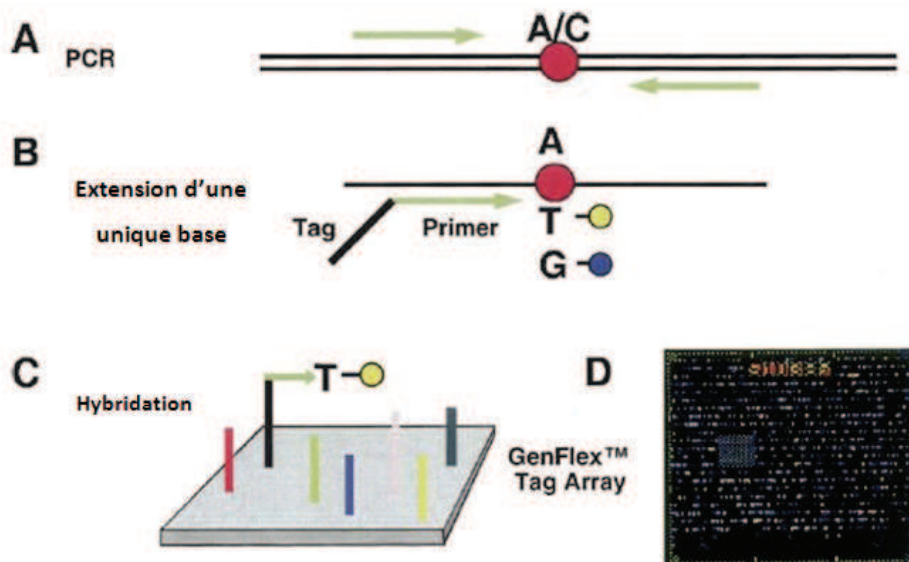 A
PCR
A/C
B
Extension d'une
unique base
A
Tag
Primer
T
G
C
Hybridation
T
D
GenFlex™
Tag Array